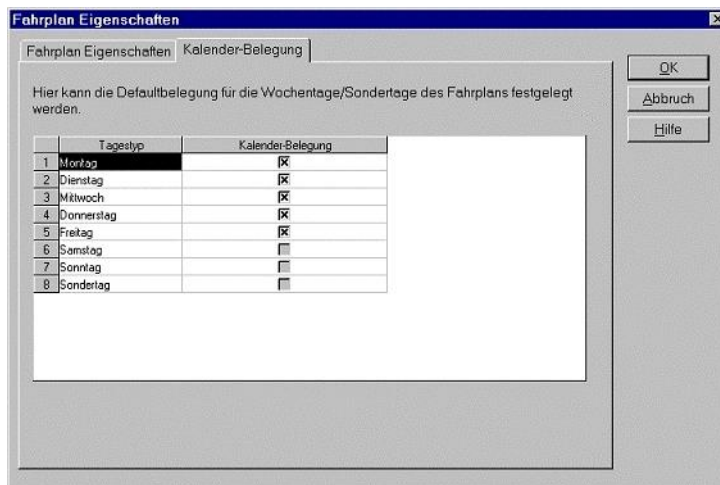 Fahrplan Eigenschaften
Fahrplan Eigenschaften Kalender-Belegung
OK
Abbruch
Hilfe
Hier kann die Defaultbelegung für die Wochentage/Sondertage des Fahrplans festgelegt
werden.
Tagestyp Kalender-Belegung
1 Montag
2 Dienstag
3 Mittwoch
4 Donnerstag
5 Freitag
6 Samstag
7 Sonntag
8 Sondertag